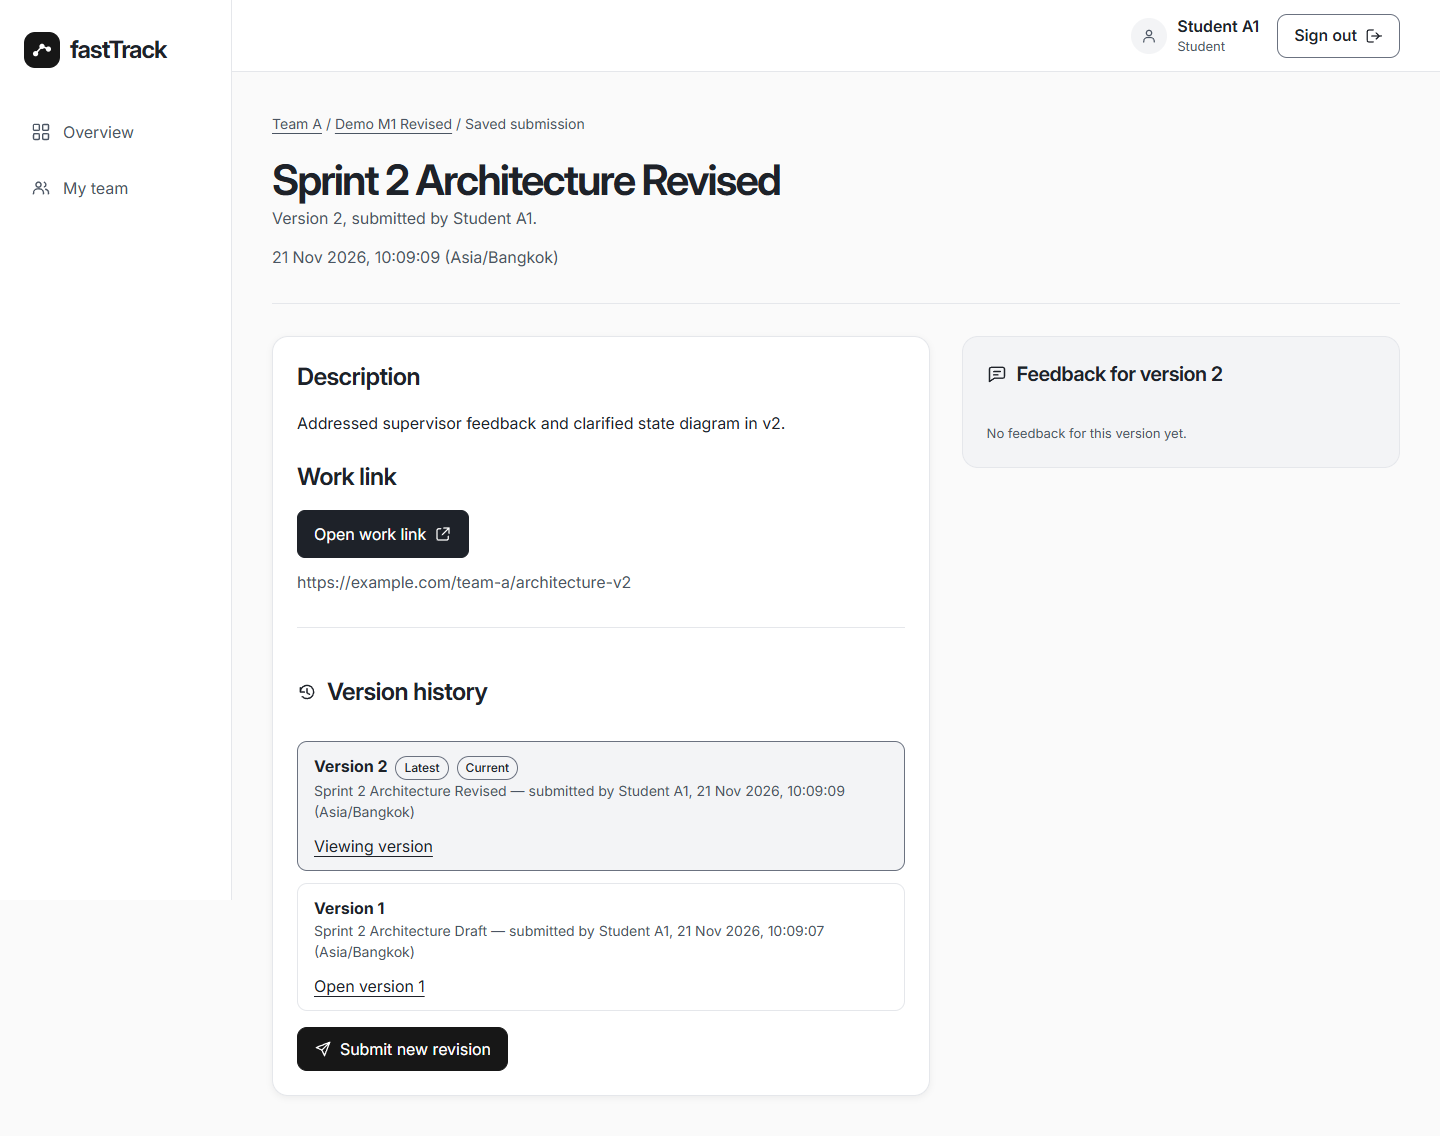 fastTrack
Student A1
Student
Sign out
Overview
My team
Team A / Demo M1 Revised / Saved submission
Sprint 2 Architecture Revised
Version 2, submitted by Student A1.
21 Nov 2026, 10:09:09 (Asia/Bangkok)
Description
Addressed supervisor feedback and clarified state diagram in v2.
Work link
Open work link
https://example.com/team-a/architecture-v2
Version history
Version 2 Latest Current
Sprint 2 Architecture Revised — submitted by Student A1, 21 Nov 2026, 10:09:09
(Asia/Bangkok)
Viewing version
Version 1
Sprint 2 Architecture Draft — submitted by Student A1, 21 Nov 2026, 10:09:07
(Asia/Bangkok)
Open version 1
Submit new revision
Feedback for version 2
No feedback for this version yet.